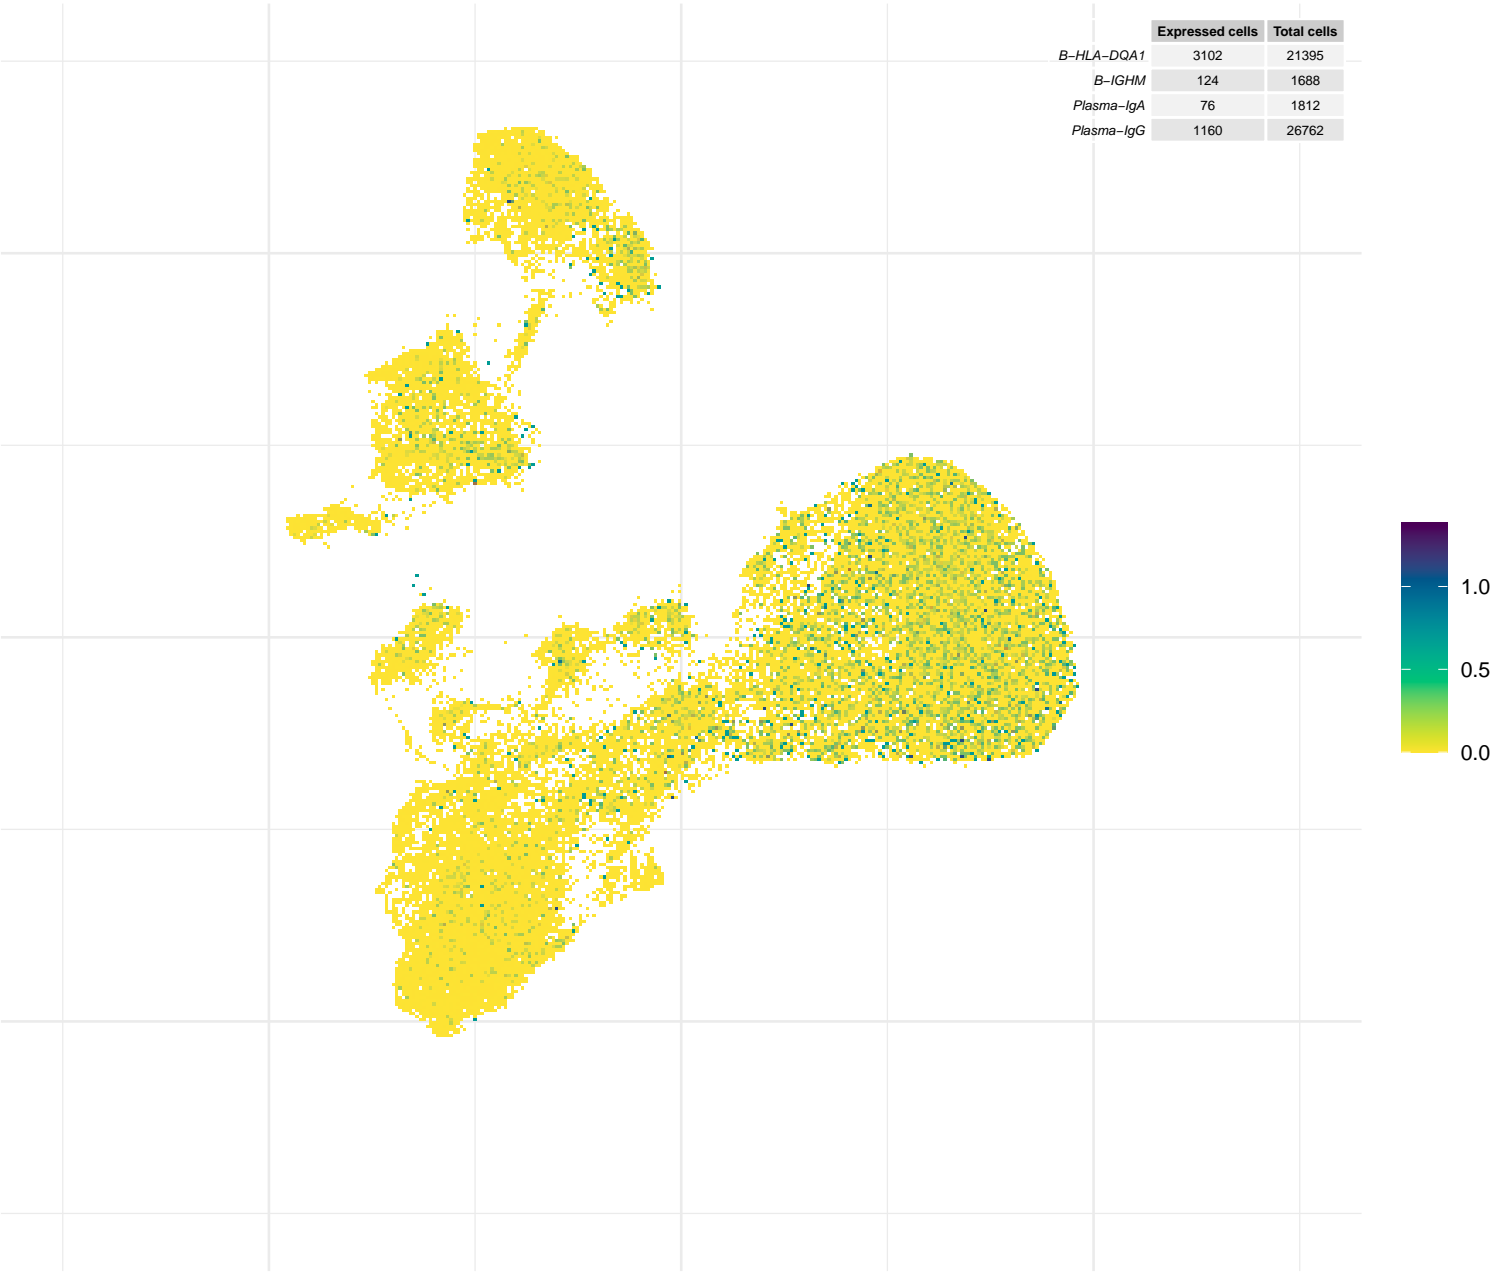 Expressed cells Total cells
B–HLA–DQA1 3102 21395
B–IGHM 124 1688
Plasma–IgA 76 1812
Plasma–IgG 1160 26762
1.0
0.5
0.0